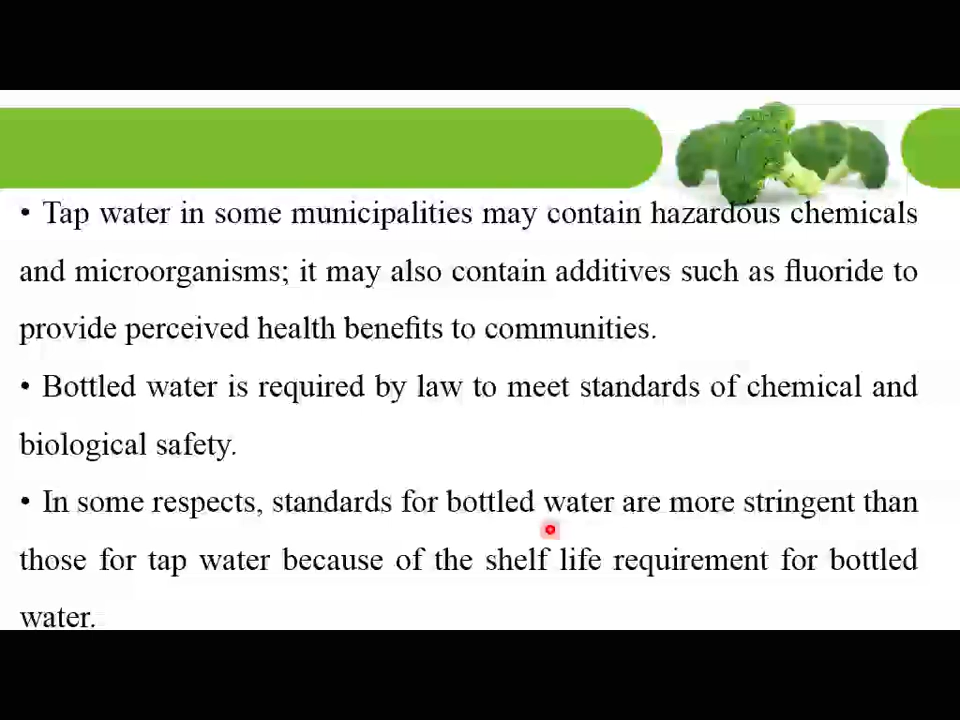 • Tap water in some municipalities may contain hazardous chemicals
and microorganisms; it may also contain additives such as fluoride to
provide perceived health benefits to communities.
• Bottled water is required by law to meet standards of chemical and
biological safety.
• In some respects, standards for bottled water are more stringent than
those for tap water because of the shelf life requirement for bottled
water.